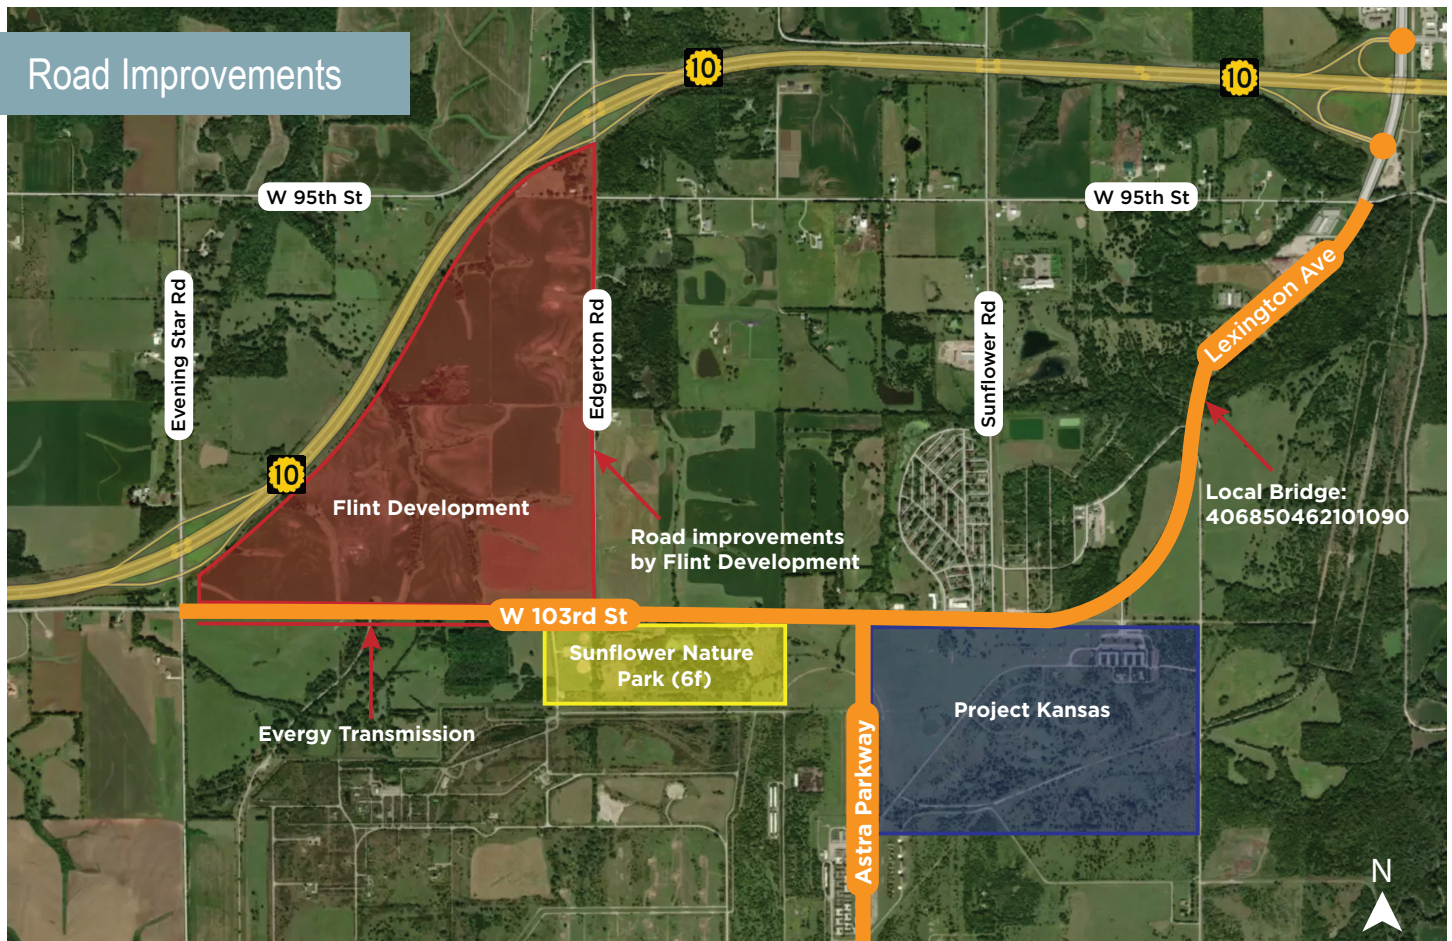 Road Improvements
10
10
W 95th St
W 95th St
Evening Star Rd
Edgerton Rd
Sunflower Rd
Lexington Ave
10
Flint Development
Local Bridge:
406850462101090
Road improvements
by Flint Development
W 103rd St
Sunflower Nature
Park (6f)
Evergy Transmission
Project Kansas
Astra Parkway
N